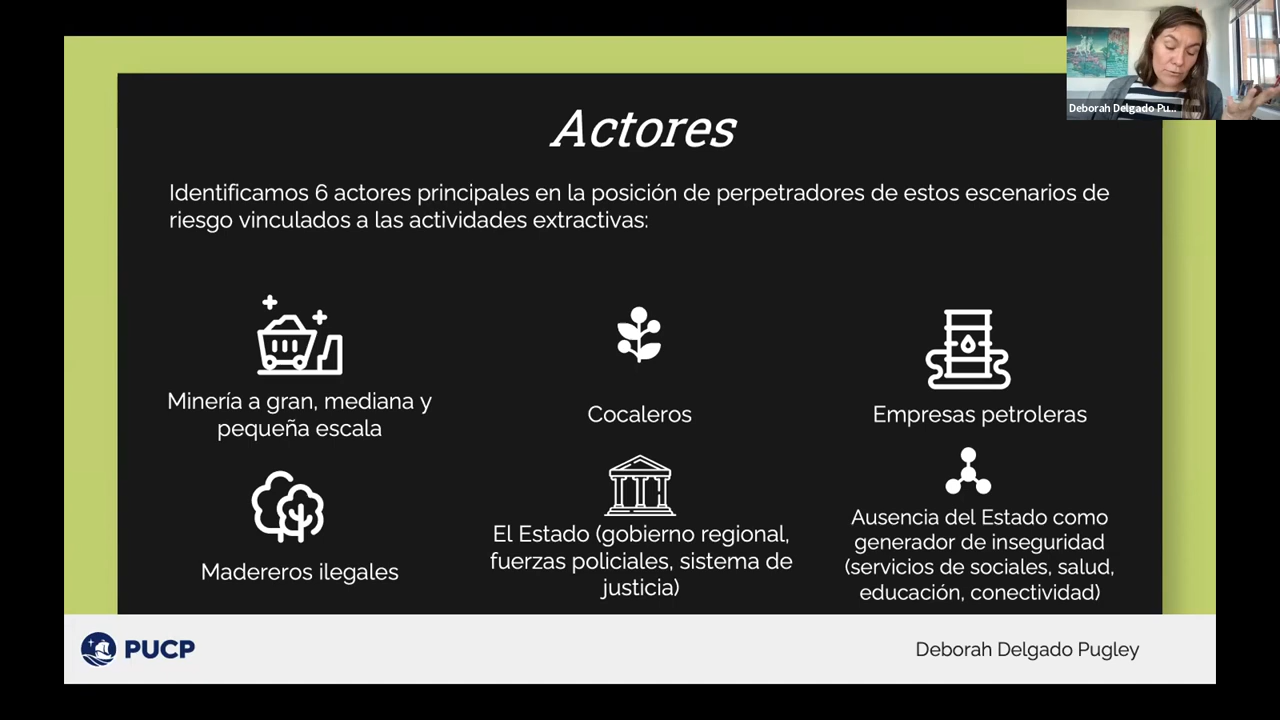 Deborah Delgado Pu...
Actores
Identificamos 6 actores principales en la posición de perpetradores de estos escenarios de
riesgo vinculados a las actividades extractivas:
Minería a gran, mediana y
pequeña escala
Cocaleros
Empresas petroleras
Madereros ilegales
El Estado (gobierno regional,
fuerzas policiales, sistema de
justicia)
Ausencia del Estado como
generador de inseguridad
(servicios de sociales, salud,
educación, conectividad)
PUCP
Deborah Delgado Pugley